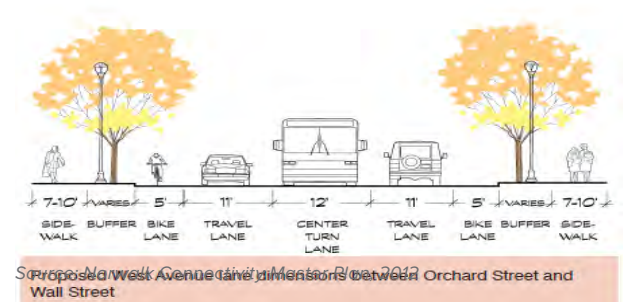 7-10' VARIES 5' 11' 12' 11' 5' VARIES 7-10'
SIDE- BUFFER BIKE TRAVEL CENTER TRAVEL BIKE BUFFER SIDE-
WALK LANE LANE TURN LANE LANE WALK
LANE
Source: Norwalk Connectivity Master Plan, 2012
Proposed West Avenue lane dimensions between Orchard Street and
Wall Street